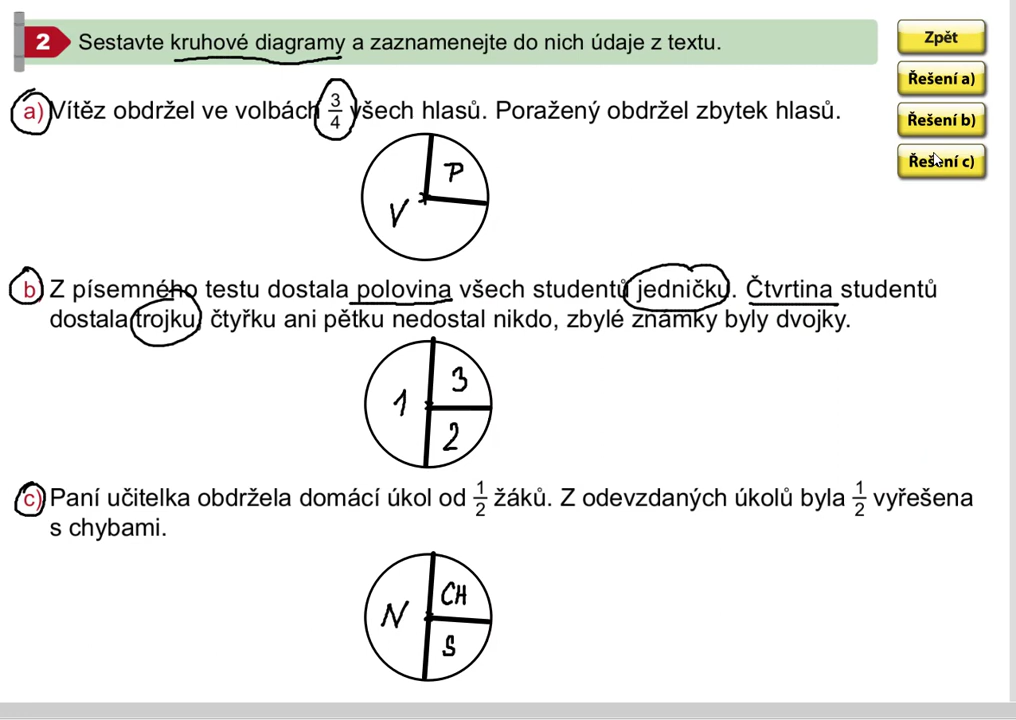 2 Sestavte kruhové diagramy a zaznamenejte do nich údaje z textu.
Zpět
Řešení a)
Řešení b)
Řešení c)
a) Vítěz obdržel ve volbách 3/4 všech hlasů. Poražený obdržel zbytek hlasů.
P
V
b) Z písemného testu dostala polovina všech studentů jedničku. Čtvrtina studentů
dostala trojku, čtyřku ani pětku nedostal nikdo, zbylé známky byly dvojky.
1 3
2
c) Paní učitelka obdržela domácí úkol od 1/2 žáků. Z odevzdaných úkolů byla 1/2 vyřešena
s chybami.
N CH
S